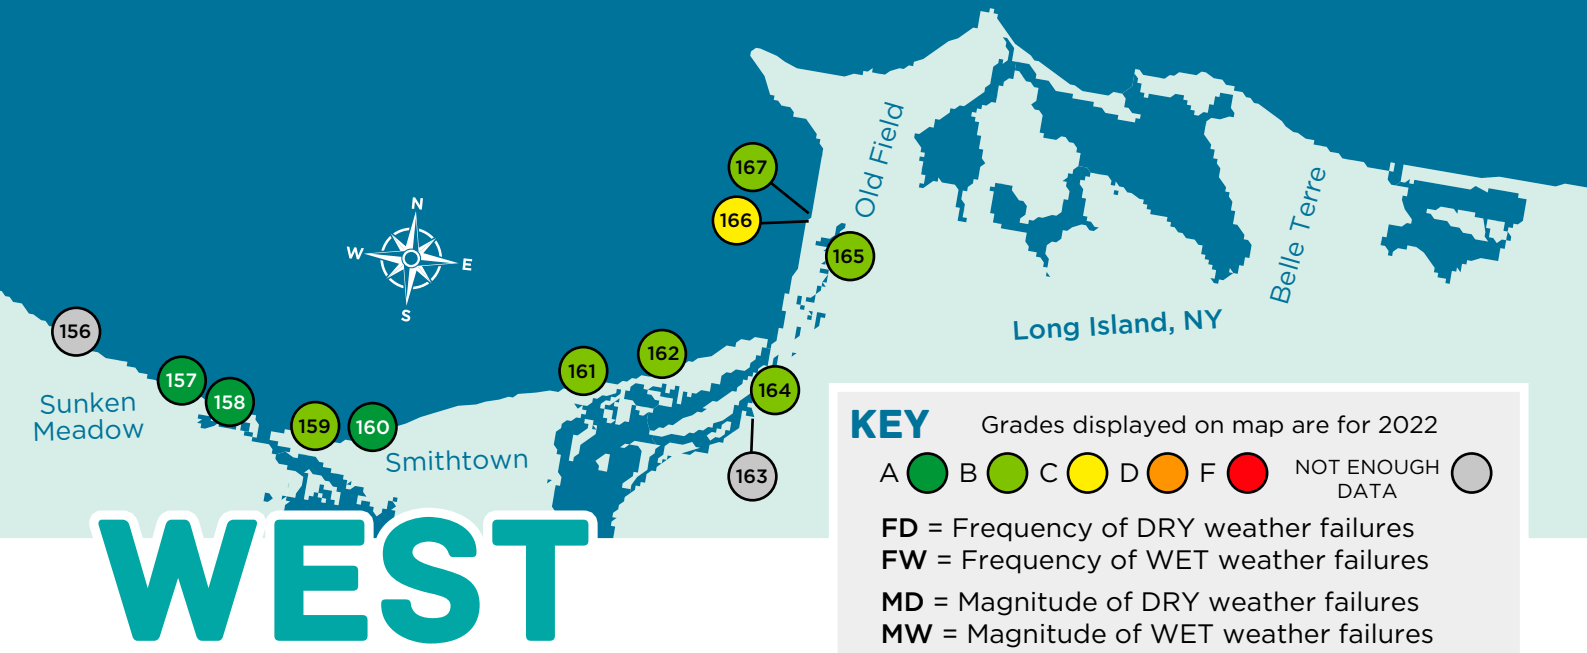 Old Field
Belle Terre
167
166
165
N
W
E
S
Long Island, NY
156
157
158
159
160
161
162
164
163
Sunken
Meadow
Smithtown
WEST
KEY Grades displayed on map are for 2022
A B C D F NOT ENOUGH
DATA
FD = Frequency of DRY weather failures
FW = Frequency of WET weather failures
MD = Magnitude of DRY weather failures
MW = Magnitude of WET weather failures